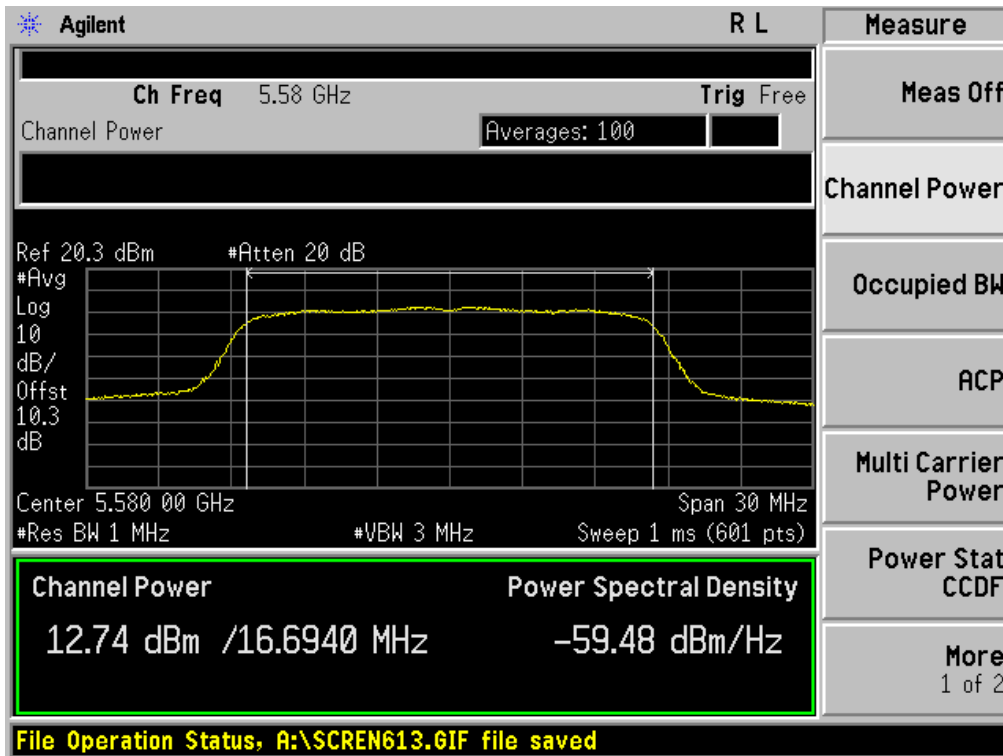 Agilent R L
Ch Freq 5.58 GHz Trig Free
Channel Power Averages: 100
Ref 20.3 dBm #Atten 20 dB
#Avg
Log
10
dB/
Offst
10.3
dB
Center 5.580 00 GHz Span 30 MHz
#Res BW 1 MHz #VBW 3 MHz Sweep 1 ms (601 pts)
Channel Power Power Spectral Density
12.74 dBm /16.6940 MHz -59.48 dBm/Hz
File Operation Status, A:\SCREN613.GIF file saved
Measure
Meas Off
Channel Power
Occupied BW
ACP
Multi Carrier
Power
Power Stat
CCDF
More
1 of 2